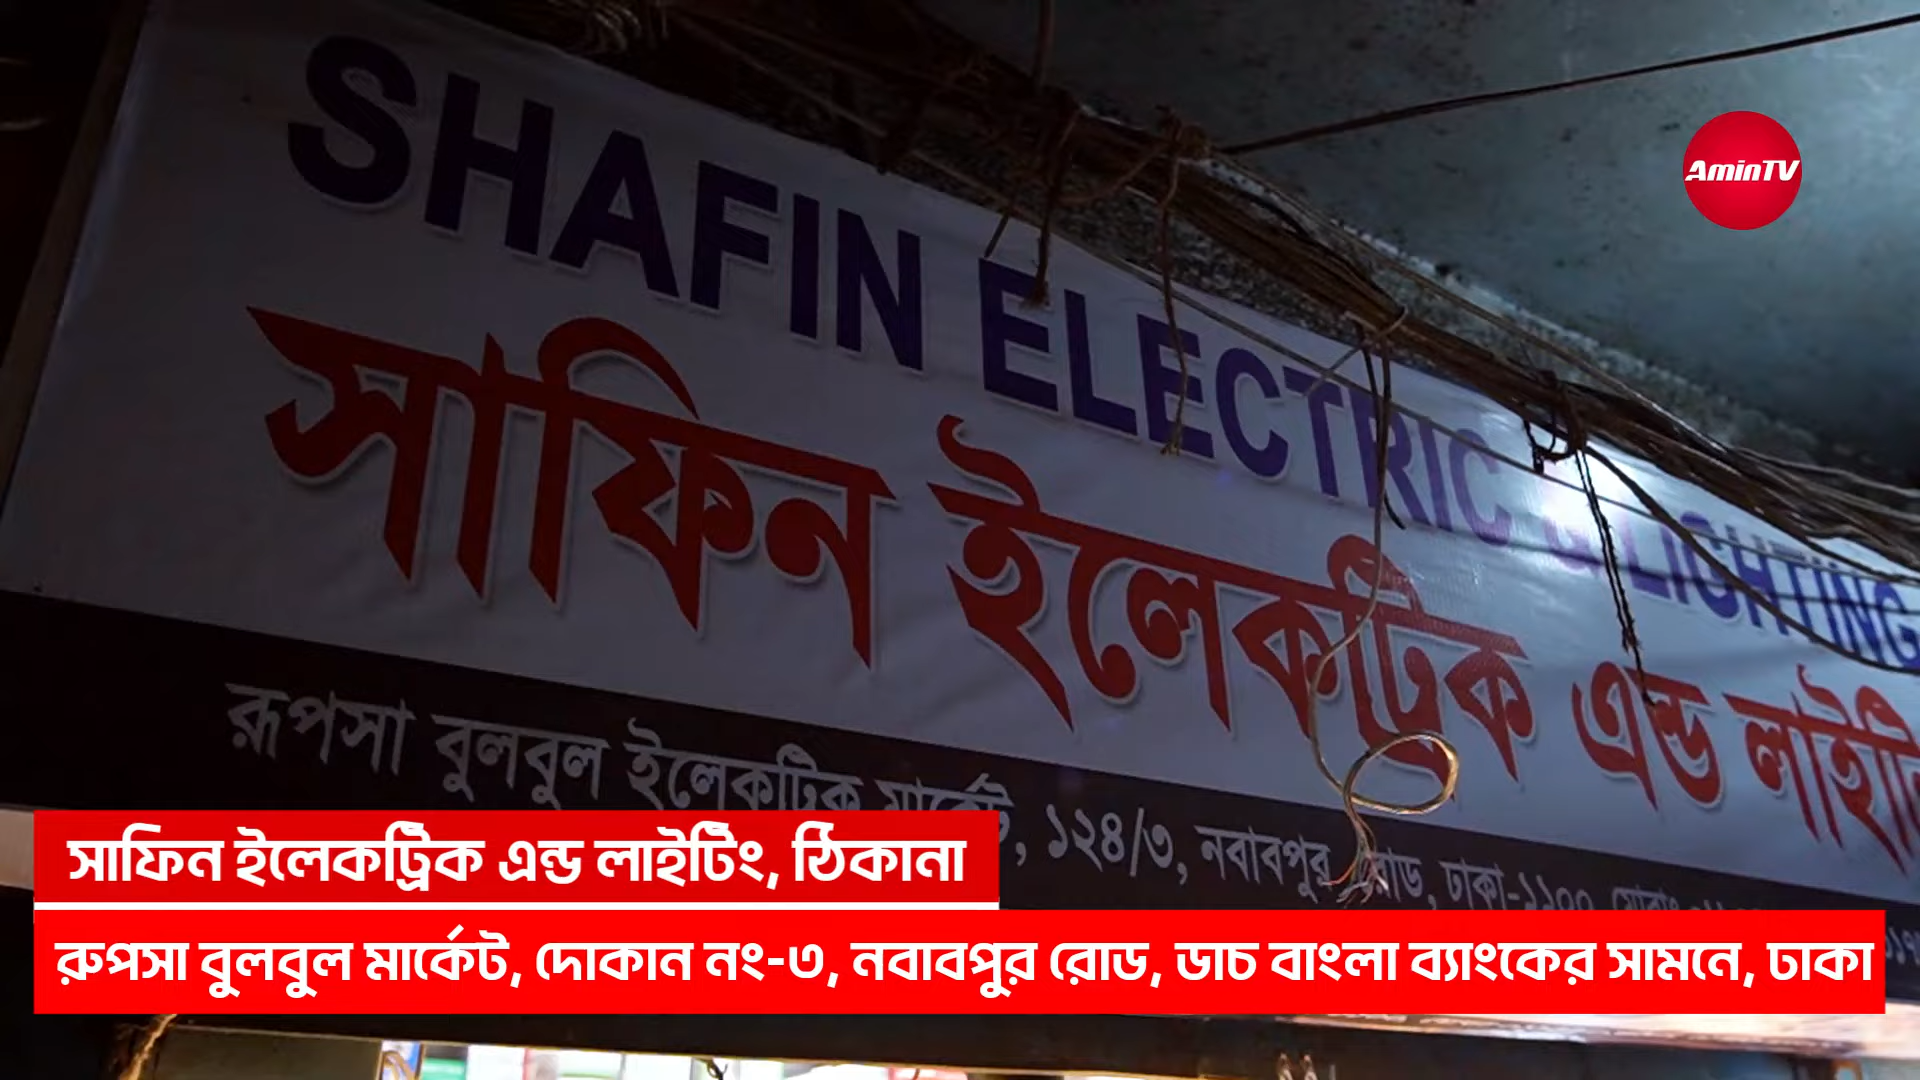 SHAFIN ELECTRIC & LIGHTING
AminTV
সাফিন ইলেকট্রিক এন্ড
রূপসা বুলবুল ইলেকট্রিক মার্কেট, ১২৪/৩, নবাবপুর রোড, ঢাকা-১১০০
সাফিন ইলেকট্রিক এন্ড লাইটিং, ঠিকানা
রুপসা বুলবুল মার্কেট, দোকান নং-৩, নবাবপুর রোড, ডাচ বাংলা ব্যাংকের সামনে, ঢাকা